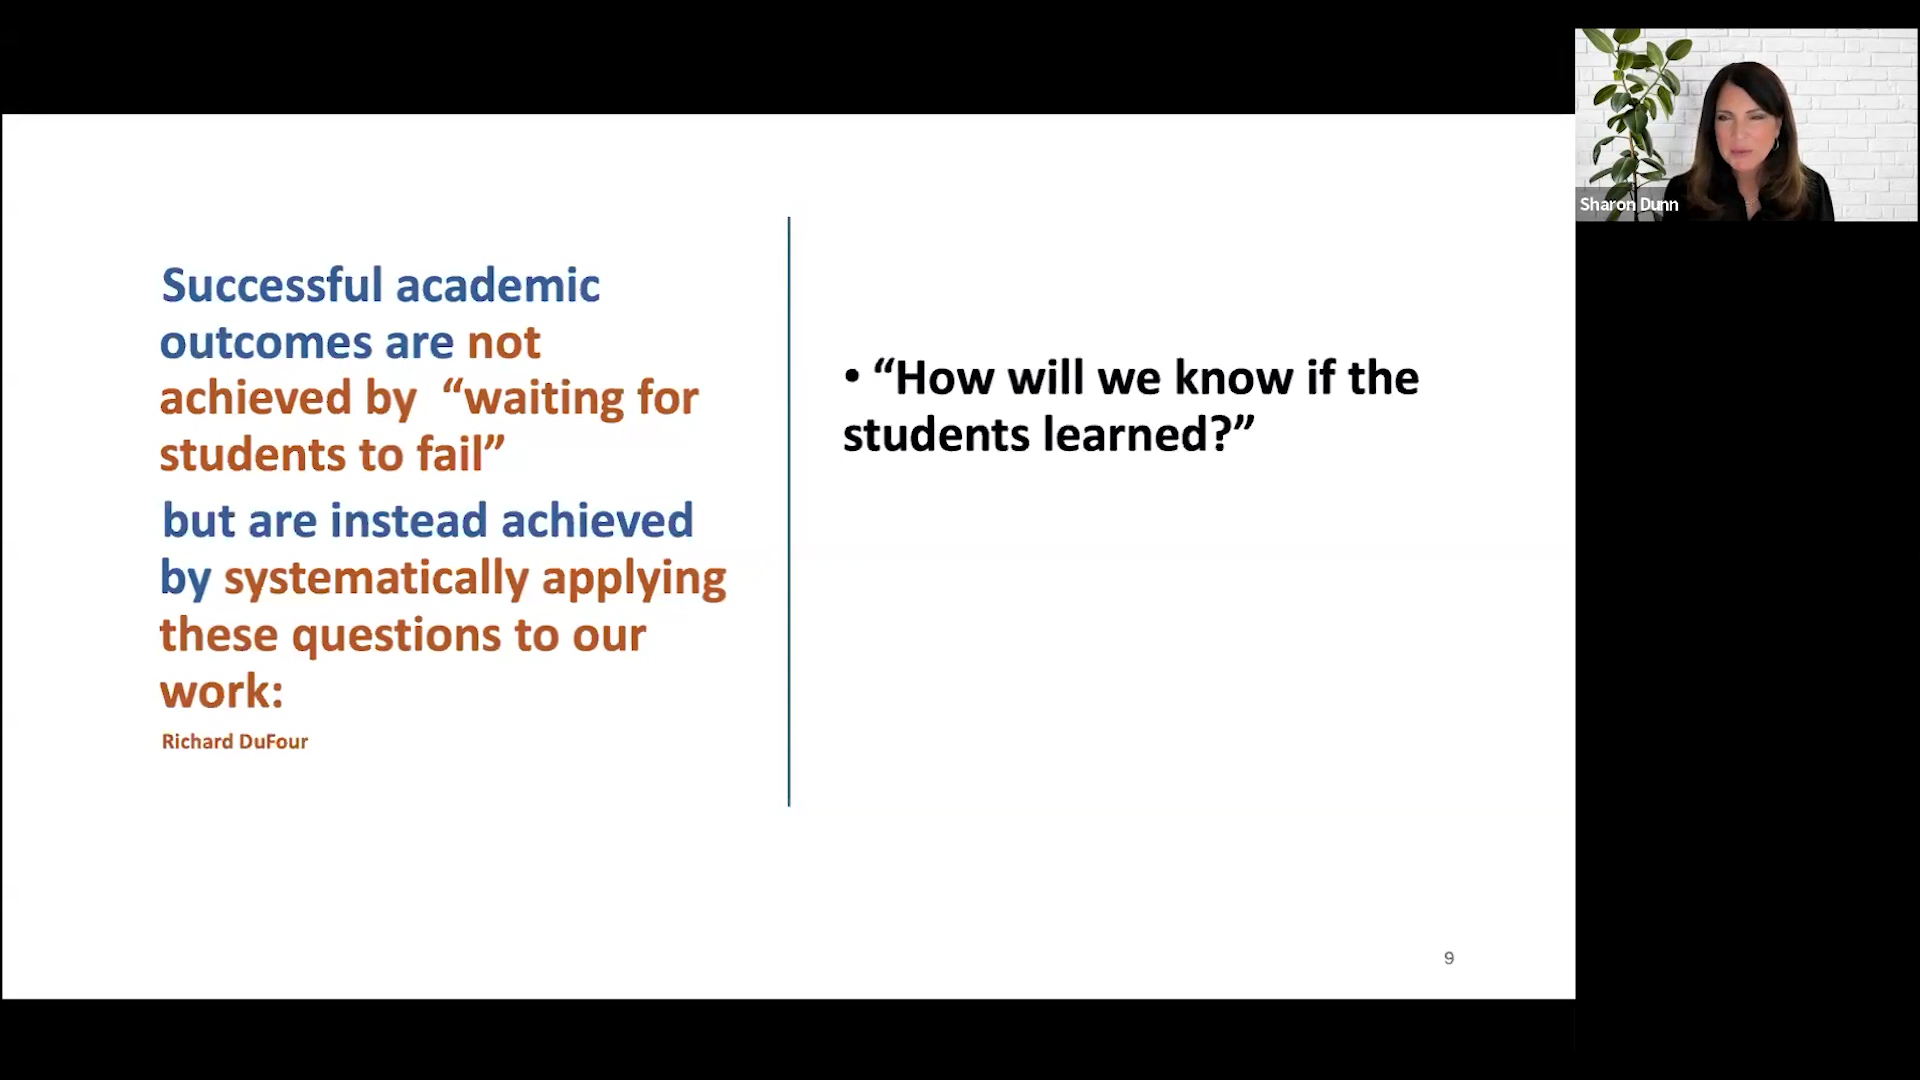 Successful academic
outcomes are not
achieved by “waiting for
students to fail”
but are instead achieved
by systematically applying
these questions to our
work:
Richard DuFour
• “How will we know if the
students learned?”
9
Sharon Dunn